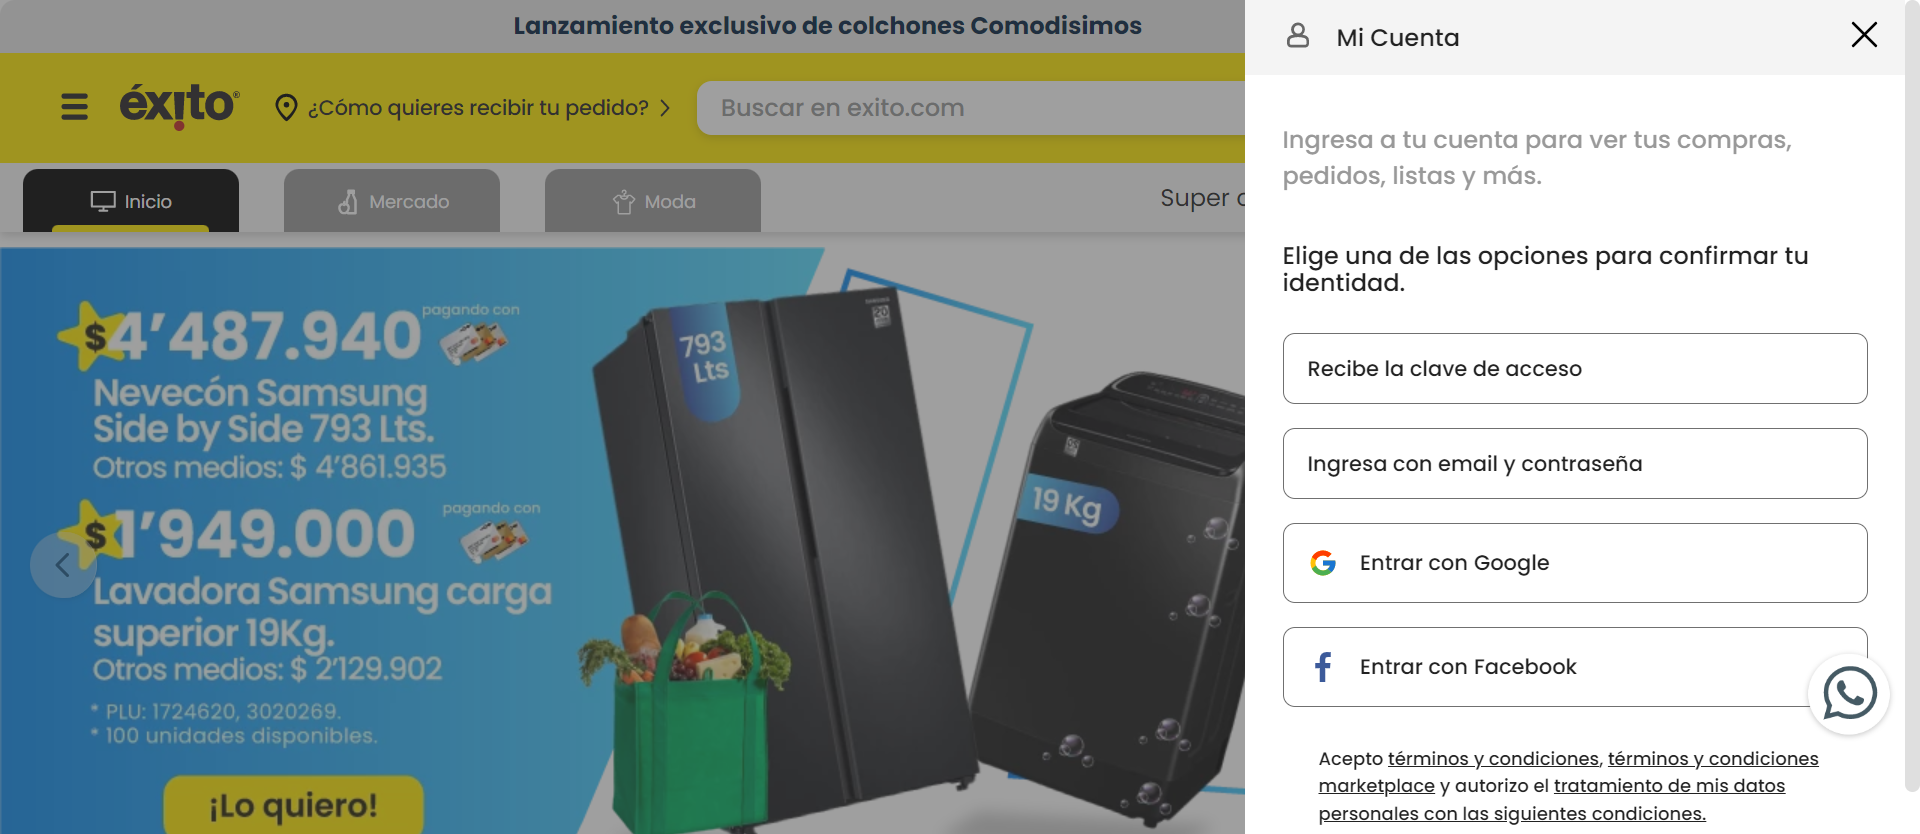 Lanzamiento exclusivo de colchones Comodisimos
éxito
¿Cómo quieres recibir tu pedido?
Buscar en exito.com
Inicio
Mercado
Moda
Super
$4'487.940
pagando con
Nevecón Samsung
Side by Side 793 Lts.
Otros medios: $ 4'861.935
$1'949.000
pagando con
Lavadora Samsung carga
superior 19Kg.
Otros medios: $ 2'129.902
* PLU: 1724620, 3020269.
* 100 unidades disponibles.
¡Lo quiero!
793
Lts
19 Kg
Mi Cuenta
Ingresa a tu cuenta para ver tus compras,
pedidos, listas y más.
Elige una de las opciones para confirmar tu
identidad.
Recibe la clave de acceso
Ingresa con email y contraseña
Entrar con Google
Entrar con Facebook
Acepto términos y condiciones, términos y condiciones
marketplace y autorizo el tratamiento de mis datos
personales con las siguientes condiciones.